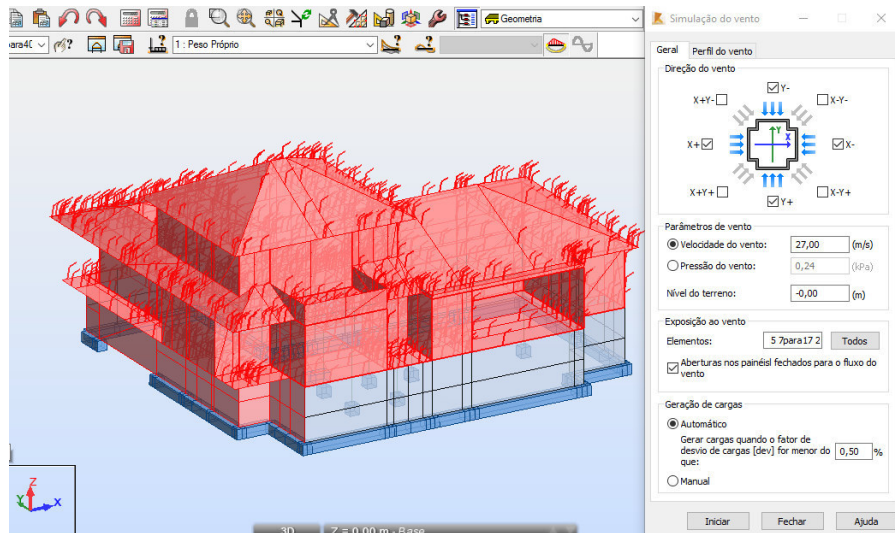 Geometria
para4(
1 : Peso Próprio
Z
Y
X
3D
Z = 0,00 m - Base
Simulação do vento
Geral
Perfil do vento
Direção do vento
Y-
X+Y-
X-Y-
X+
Y
X
X-
X+Y+
X-Y+
Y+
Parâmetros de vento
Velocidade do vento:
27,00
(m/s)
Pressão do vento:
0,24
(kPa)
Nível do terreno:
-0,00
(m)
Exposição ao vento
Elementos:
5 7para17 2
Todos
Aberturas nos painéisl fechados para o fluxo do
vento
Geração de cargas
Automático
Gerar cargas quando o fator de
desvio de cargas [dev] for menor do
que:
0,50
%
Manual
Iniciar
Fechar
Ajuda